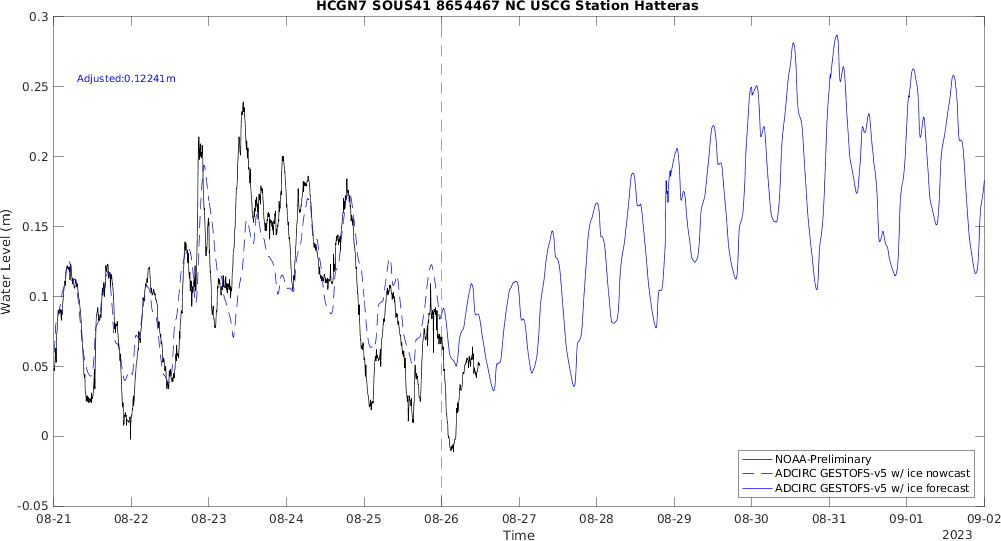 HCGN7 SOUS41 8654467 NC USCG Station Hatteras
0.3
0.25
0.2
0.15
0.1
0.05
0
-0.05
Water Level (m)
Adjusted:0.12241m
NOAA-Preliminary
ADCIRC GESTOFS-v5 w/ ice nowcast
ADCIRC GESTOFS-v5 w/ ice forecast
08-21 08-22 08-23 08-24 08-25 08-26 08-27 08-28 08-29 08-30 08-31 09-01 09-02
Time
2023